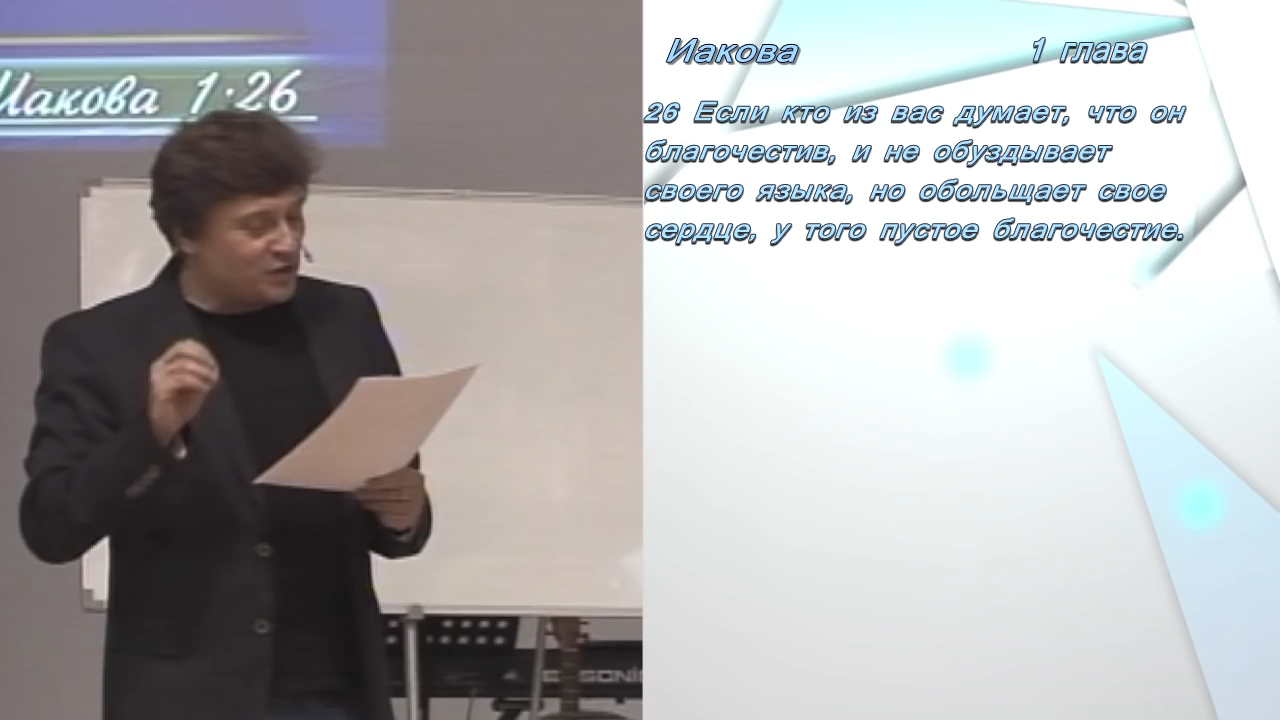 Иакова 1:26
Иакова 1 глава
26 Если кто из вас думает, что он
благочестив, и не обуздывает
своего языка, но обольщает свое
сердце, у того пустое благочестие.